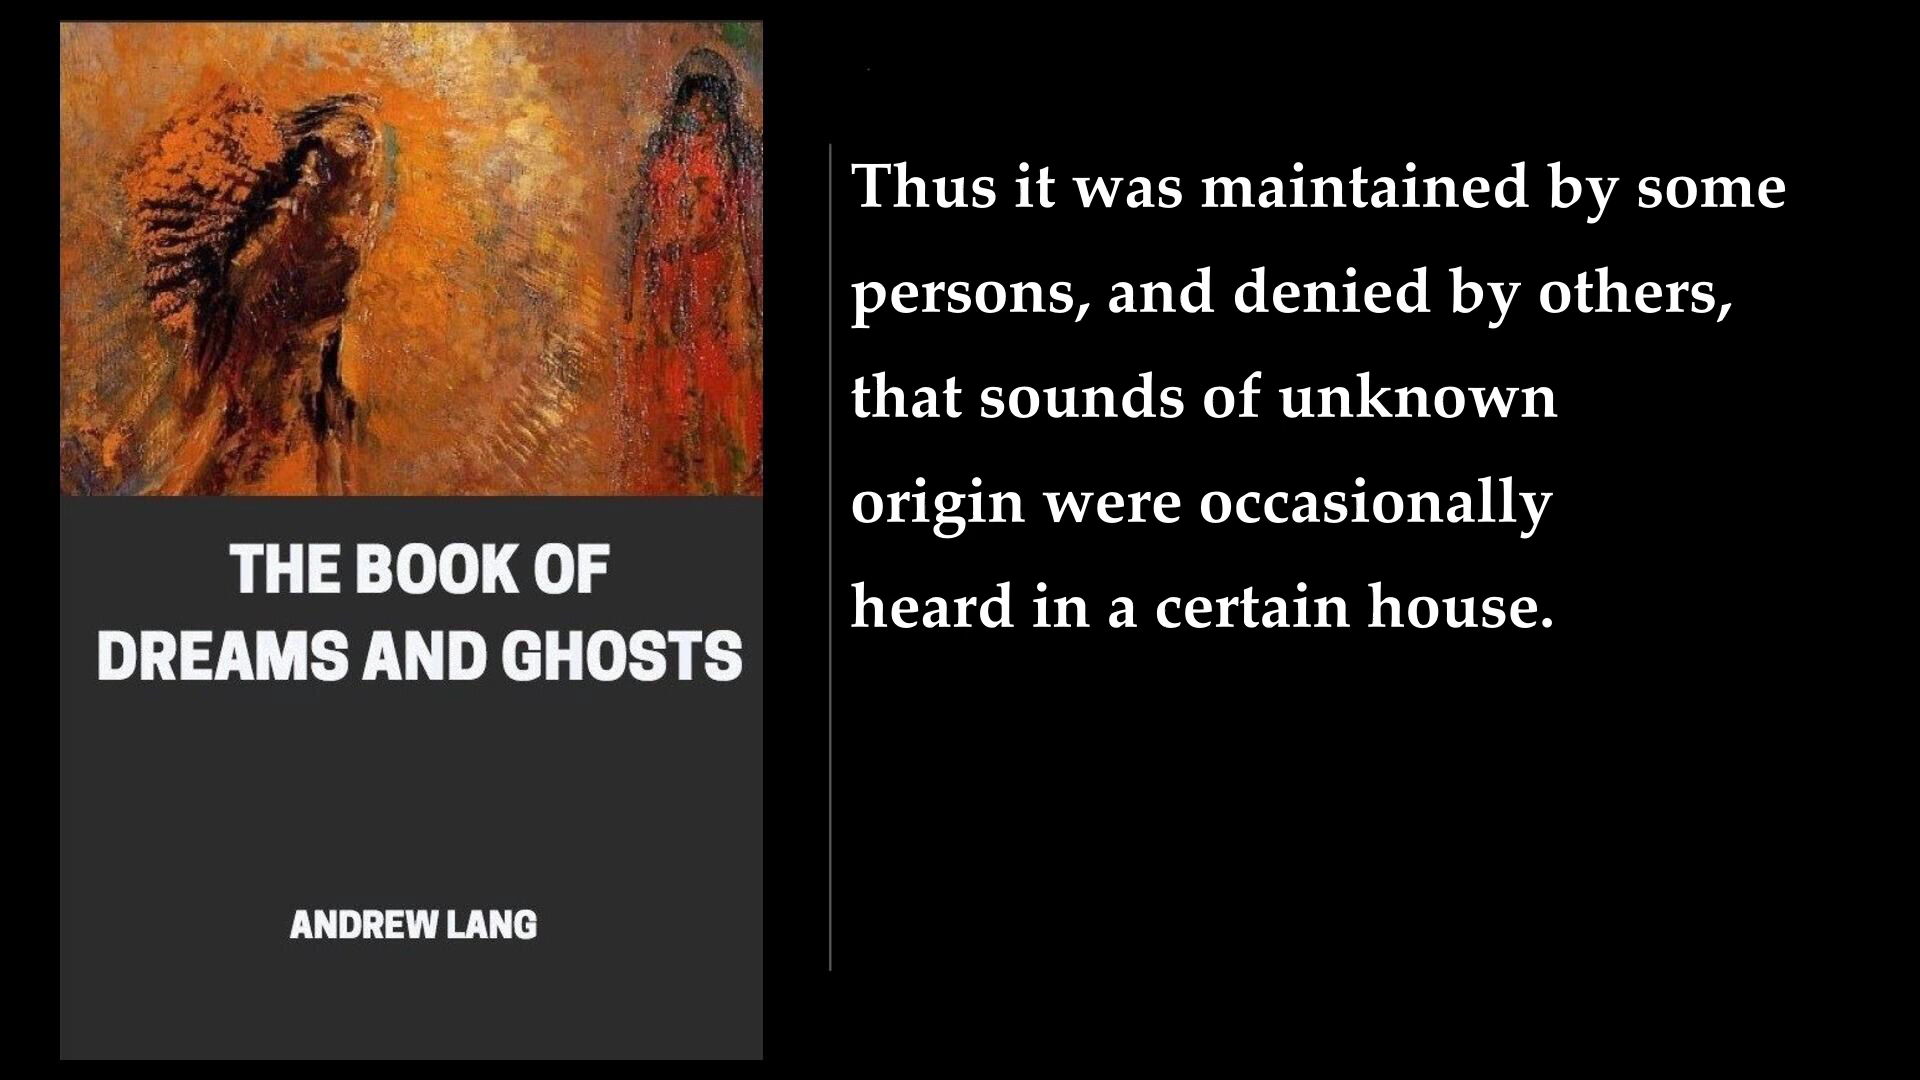 THE BOOK OF
DREAMS AND GHOSTS
ANDREW LANG
Thus it was maintained by some
persons, and denied by others,
that sounds of unknown
origin were occasionally
heard in a certain house.